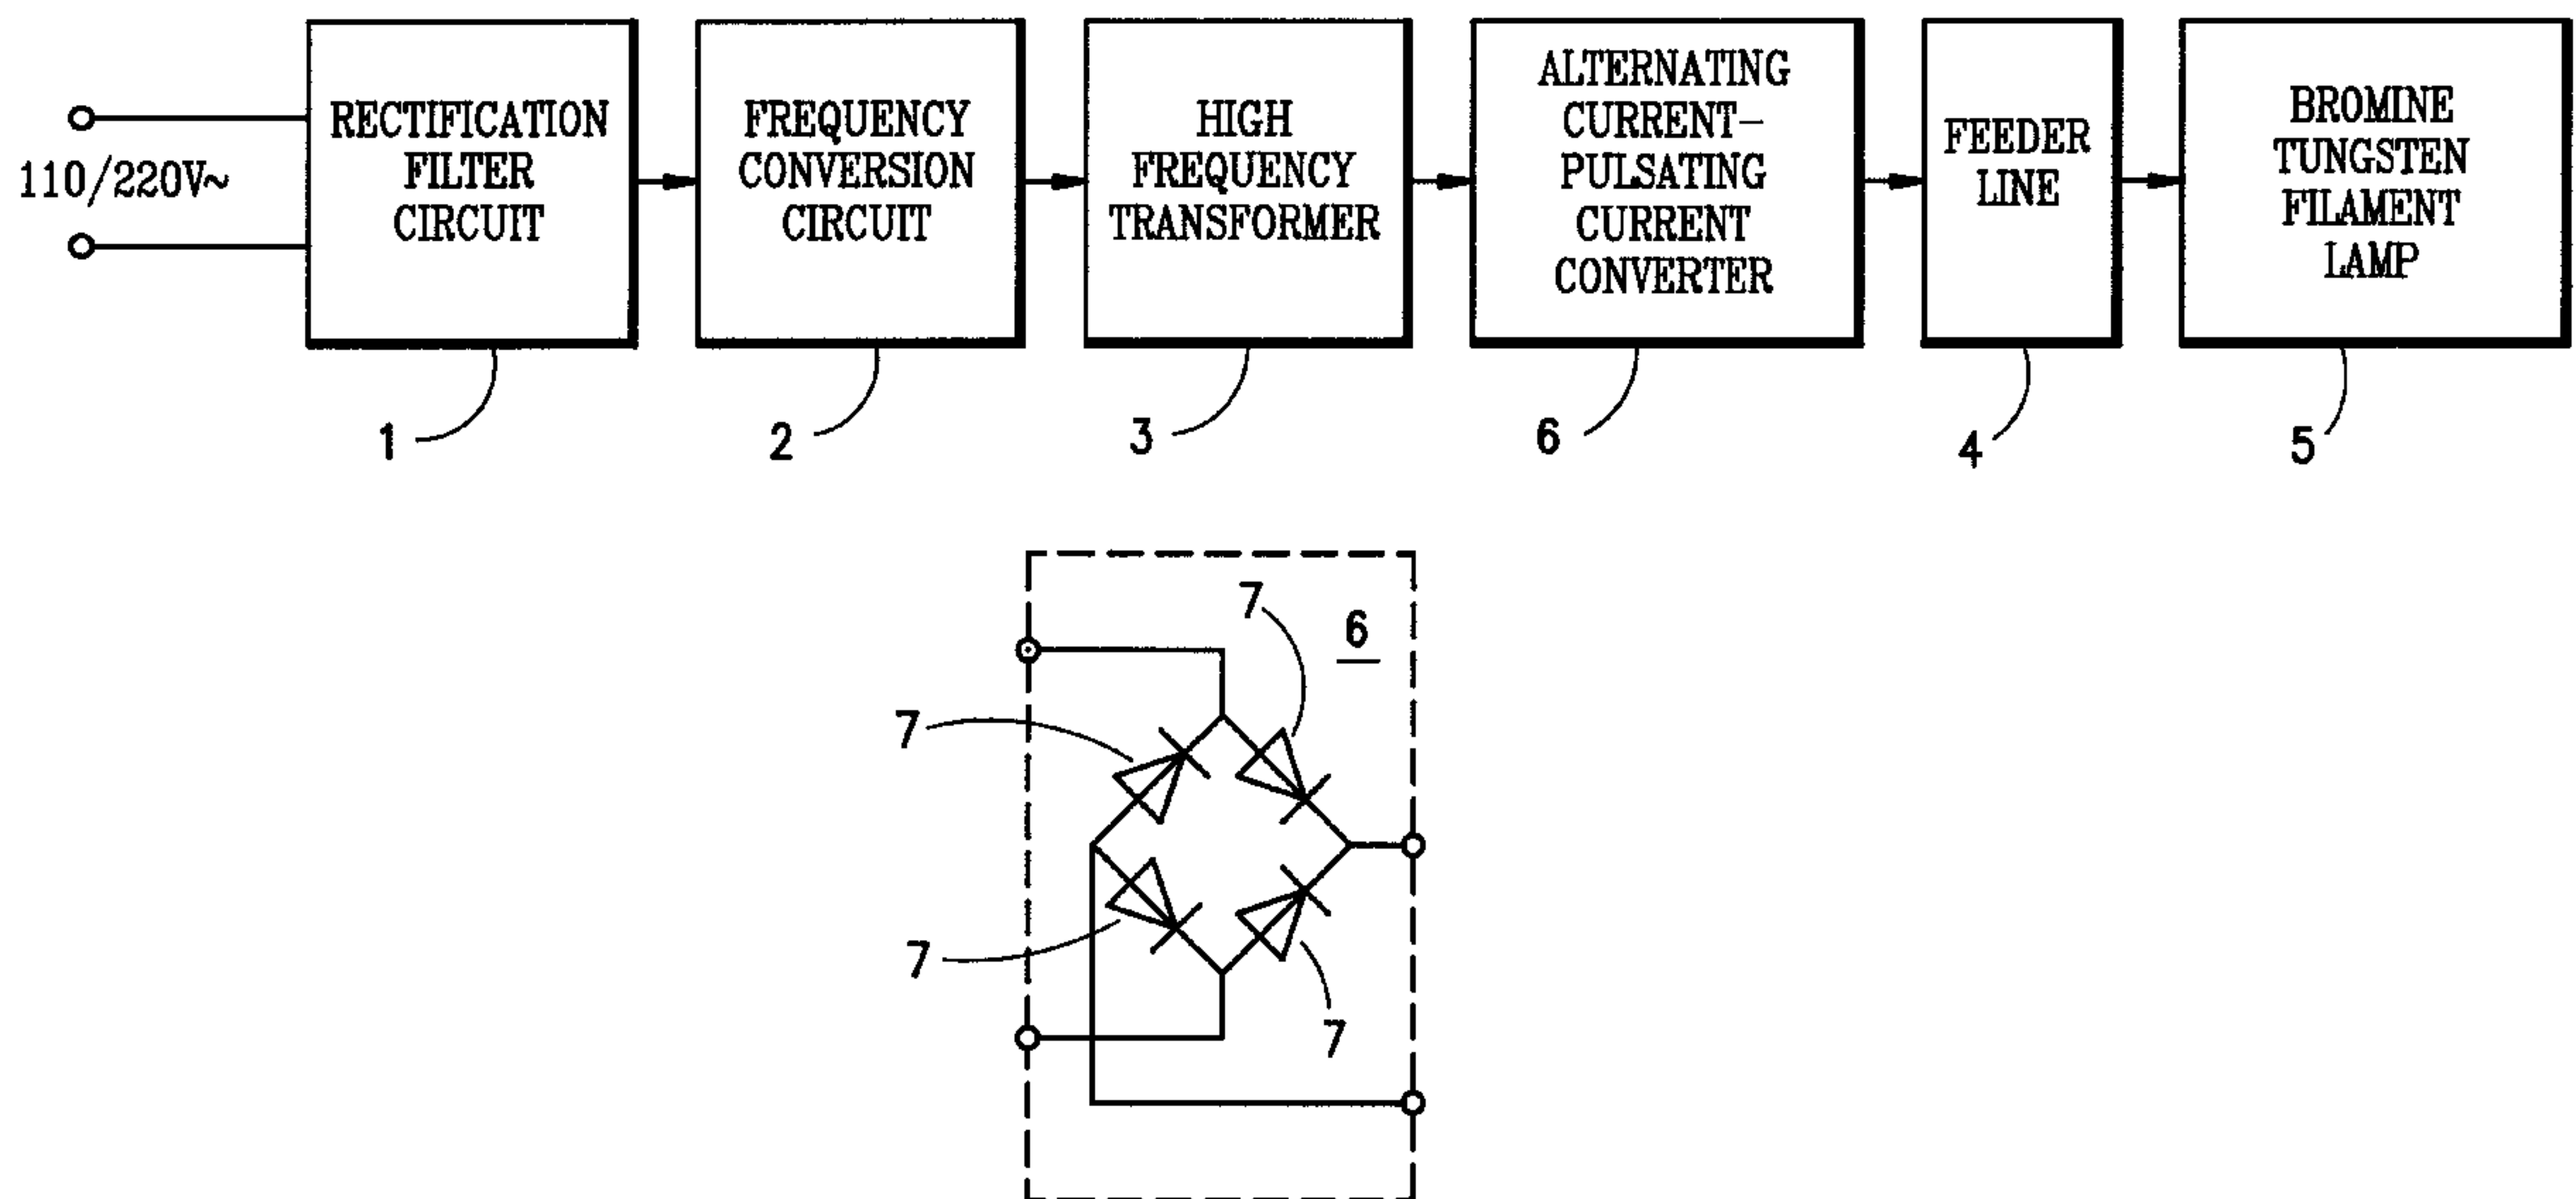 110/220V~
RECTIFICATION
FILTER
CIRCUIT
FREQUENCY
CONVERSION
CIRCUIT
HIGH
FREQUENCY
TRANSFORMER
ALTERNATING
CURRENT-
PULSATING
CURRENT
CONVERTER
FEEDER
LINE
BROMINE
TUNGSTEN
FILAMENT
LAMP
1
2
3
6
4
5
7
6
7
7
7